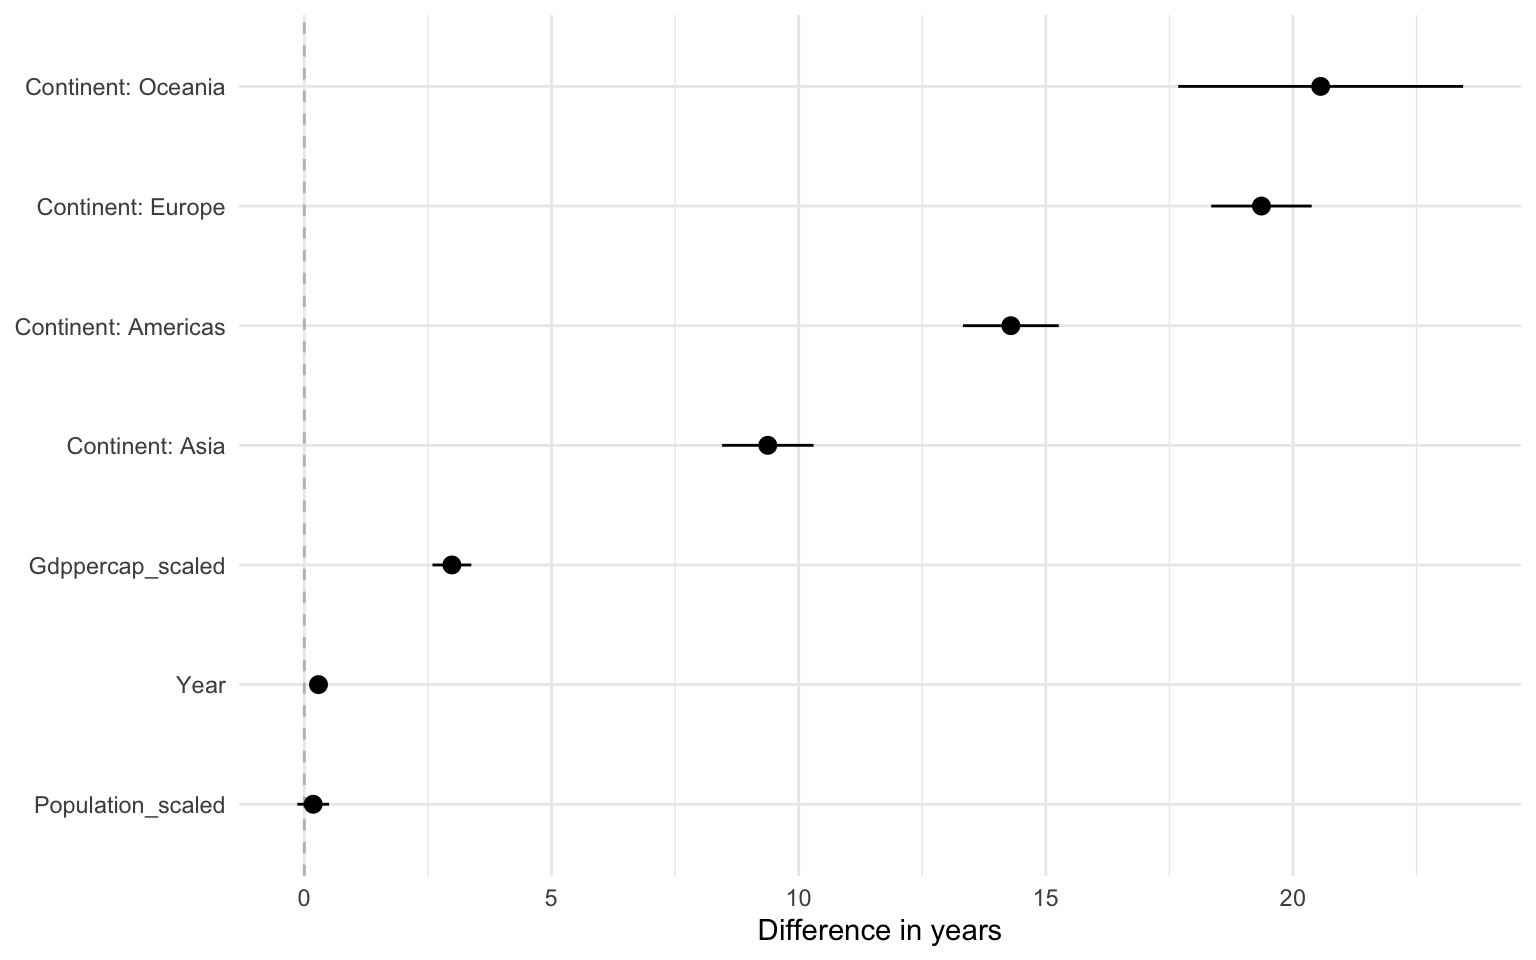 Continent: Oceania
Continent: Europe
Continent: Americas
Continent: Asia
Gdppercap_scaled
Year
Population_scaled
0 5 10 15 20
Difference in years